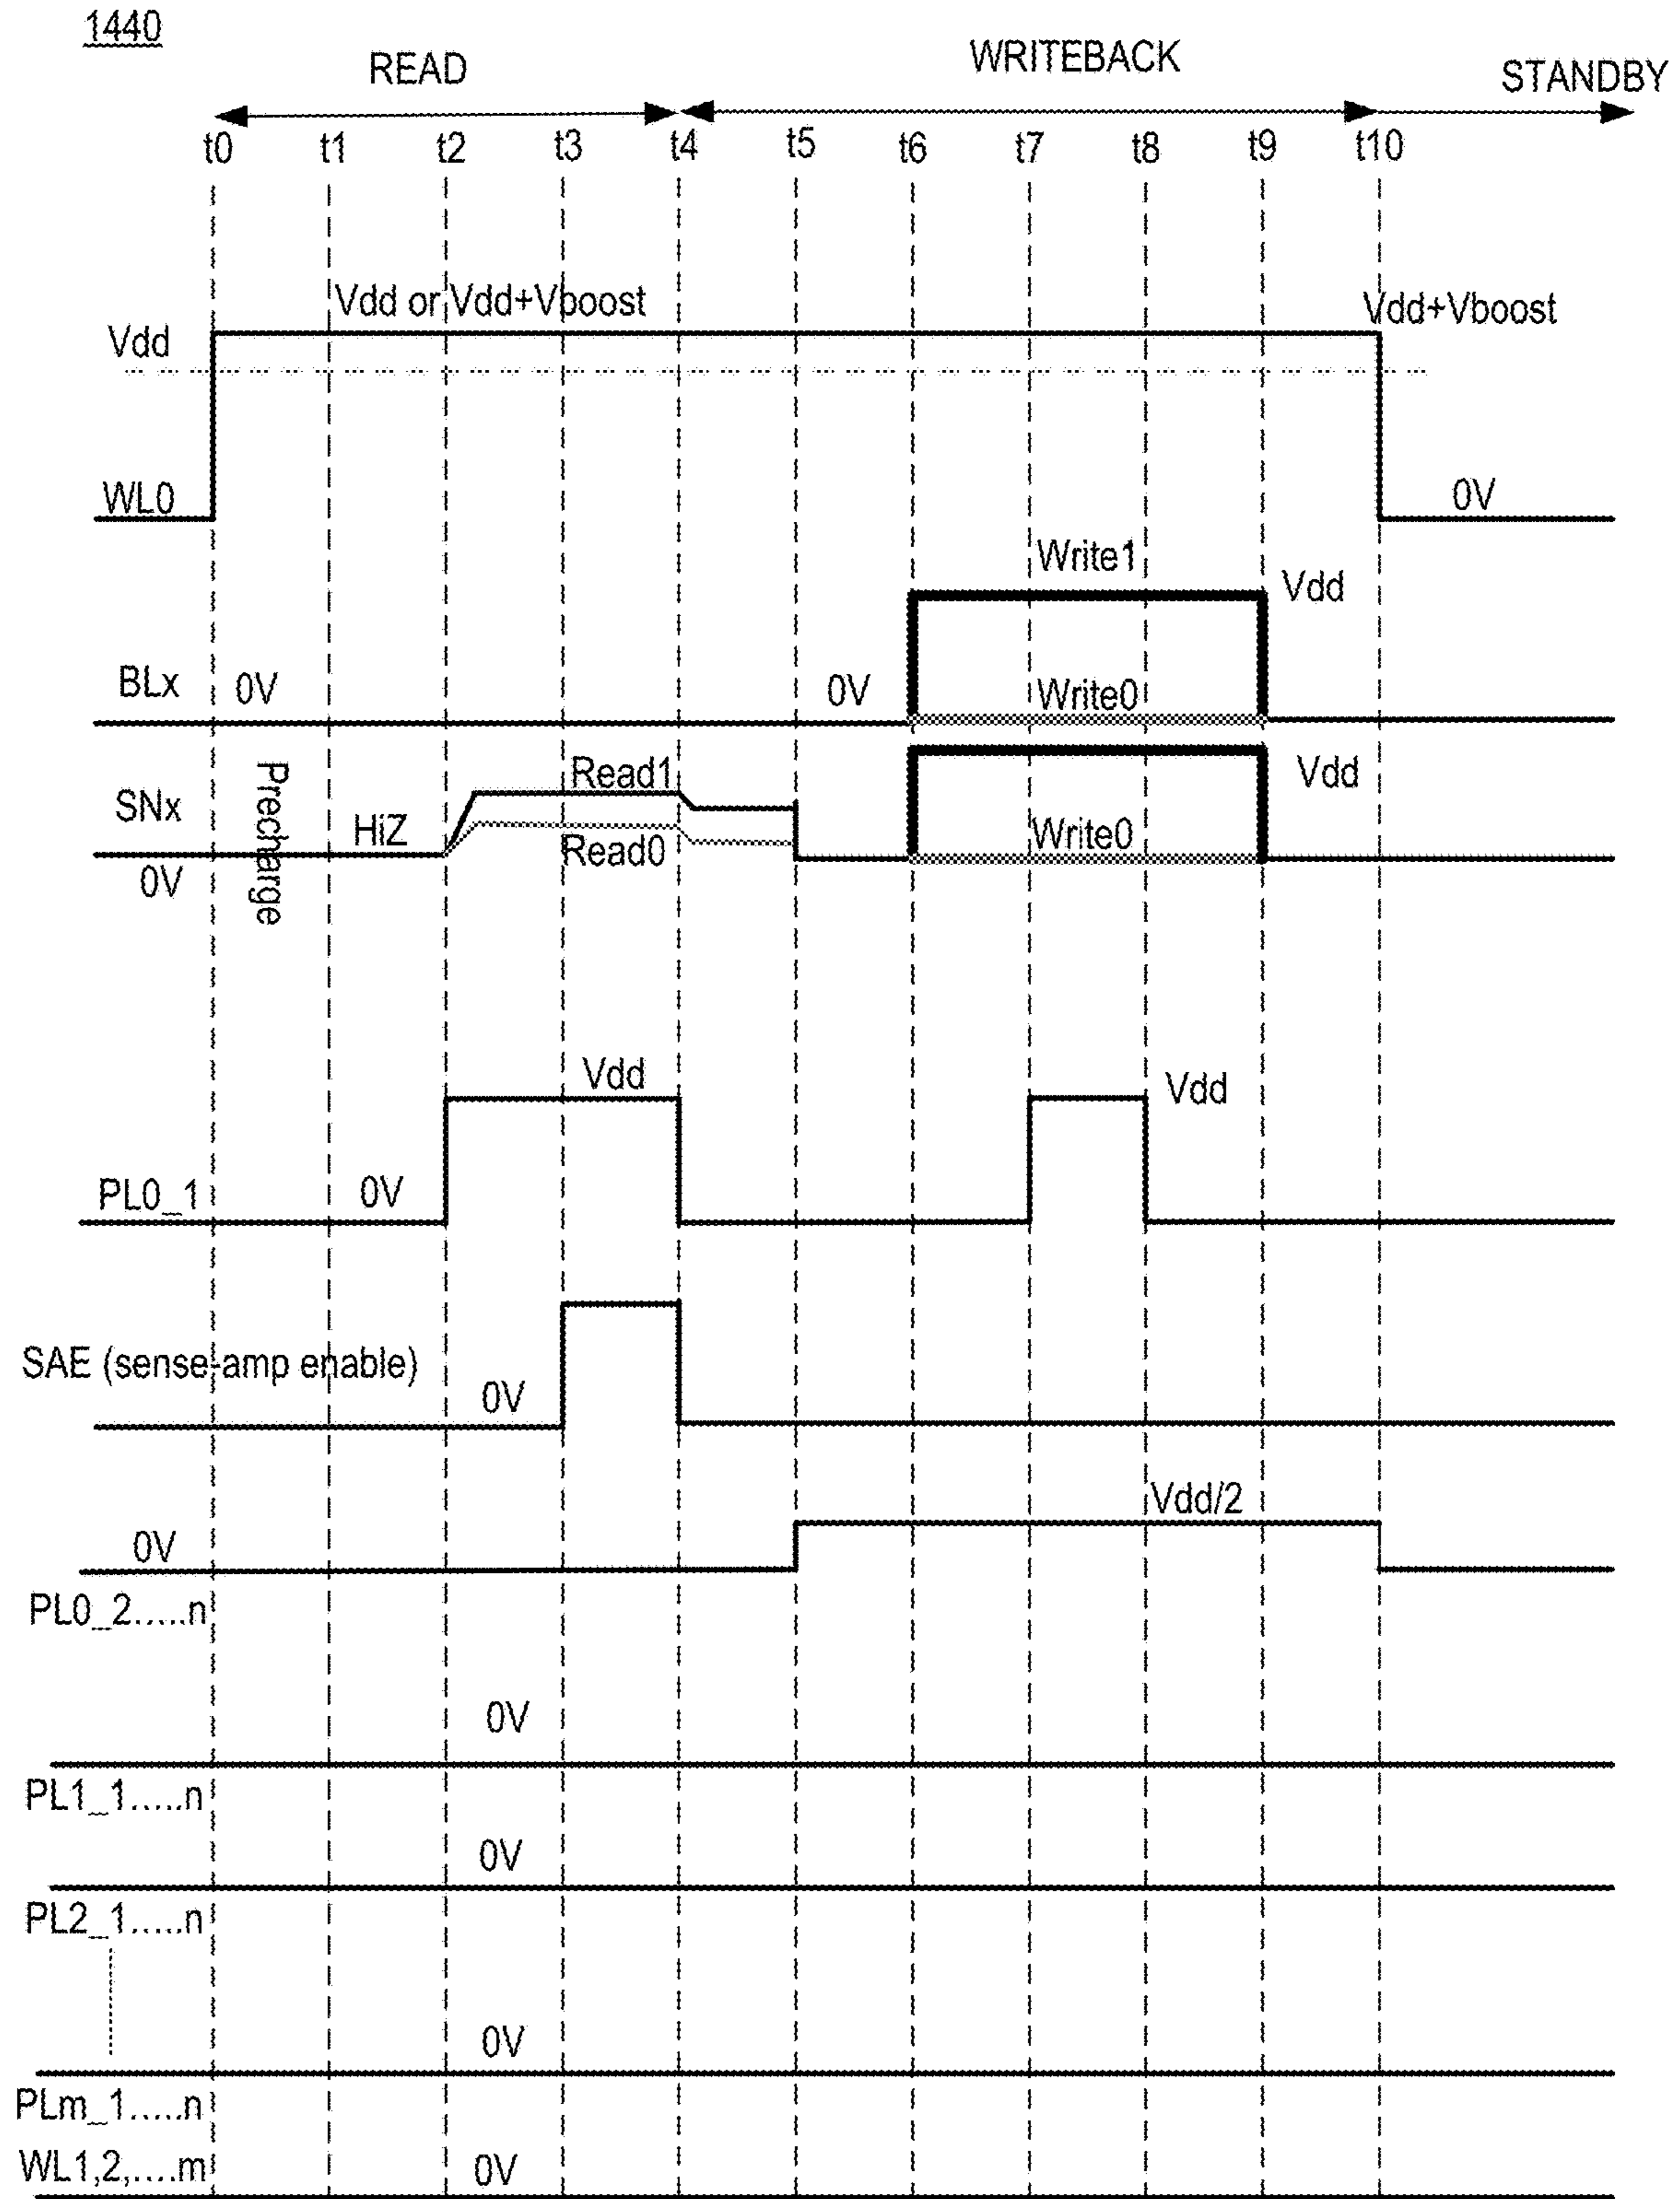 1440
READ WRITEBACK STANDBY
t0 t1 t2 t3 t4 t5 t6 t7 t8 t9 t10
Vdd or Vdd+Vboost Vdd+Vboost
Vdd
WL0 0V
Write1
Vdd
BLx 0V 0V Write0
Precharge
Read1 Vdd
SNx
HiZ Read0 Write0
0V
Vdd Vdd
PL0_1 0V
SAE (sense-amp enable)
0V
Vdd/2
0V
PL0_2.....n
0V
PL1_1.....n
0V
PL2_1.....n
0V
PLm_1.....n
WL1,2,....m 0V